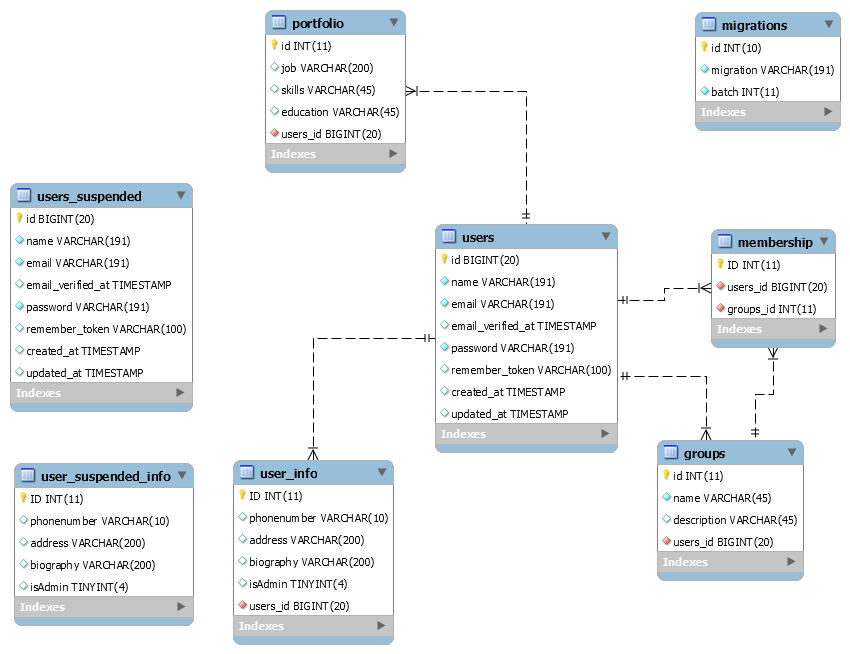 portfolio
id INT(11)
job VARCHAR(200)
skills VARCHAR(45)
education VARCHAR(45)
users_id BIGINT(20)
Indexes
migrations
id INT(10)
migration VARCHAR(191)
batch INT(11)
Indexes
users_suspended
id BIGINT(20)
name VARCHAR(191)
email VARCHAR(191)
email_verified_at TIMESTAMP
password VARCHAR(191)
remember_token VARCHAR(100)
created_at TIMESTAMP
updated_at TIMESTAMP
Indexes
users
id BIGINT(20)
name VARCHAR(191)
email VARCHAR(191)
email_verified_at TIMESTAMP
password VARCHAR(191)
remember_token VARCHAR(100)
created_at TIMESTAMP
updated_at TIMESTAMP
Indexes
membership
ID INT(11)
users_id BIGINT(20)
groups_id INT(11)
Indexes
user_suspended_info
ID INT(11)
phonenumber VARCHAR(10)
address VARCHAR(200)
biography VARCHAR(200)
isAdmin TINYINT(4)
Indexes
user_info
ID INT(11)
phonenumber VARCHAR(10)
address VARCHAR(200)
biography VARCHAR(200)
isAdmin TINYINT(4)
users_id BIGINT(20)
Indexes
groups
id INT(11)
name VARCHAR(45)
description VARCHAR(45)
users_id BIGINT(20)
Indexes